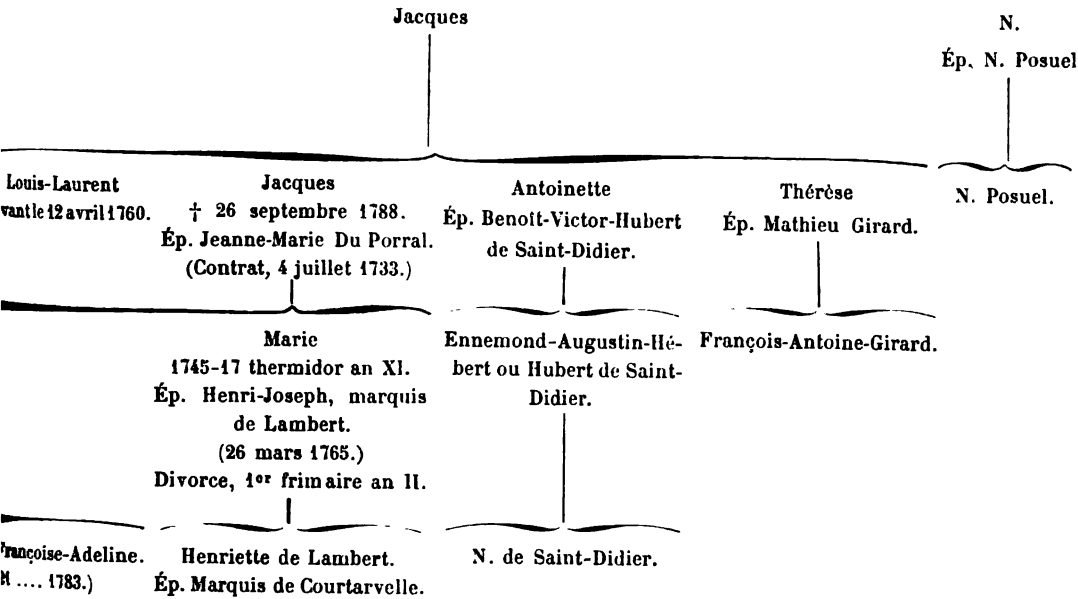 Jacques
N.
Ép. N. Posuel
Louis-Laurent
vant le 12 avril 1760.
Jacques
† 26 septembre 1788.
Ép. Jeanne-Marie Du Porral.
(Contrat, 4 juillet 1733.)
Antoinette
Ép. Benoît-Victor-Hubert
de Saint-Didier.
Thérèse
Ép. Mathieu Girard.
N. Posuel.
Marie
1745-17 thermidor an XI.
Ép. Henri-Joseph, marquis
de Lambert.
(26 mars 1765.)
Divorce, 1er frimaire an II.
Ennemond-Augustin-Hé-
bert ou Hubert de Saint-
Didier.
François-Antoine-Girard.
rançoise-Adeline.
.... 1783.)
Henriette de Lambert.
Ép. Marquis de Courtarvelle.
N. de Saint-Didier.